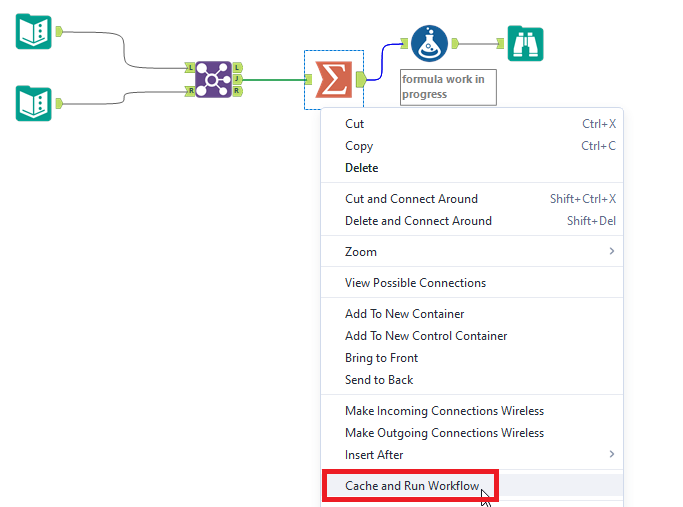 L
L
J
R
R
formula work in
progress
Cut Ctrl+X
Copy Ctrl+C
Delete
Cut and Connect Around Shift+Ctrl+X
Delete and Connect Around Shift+Del
Zoom
View Possible Connections
Add To New Container
Add To New Control Container
Bring to Front
Send to Back
Make Incoming Connections Wireless
Make Outgoing Connections Wireless
Insert After
Cache and Run Workflow